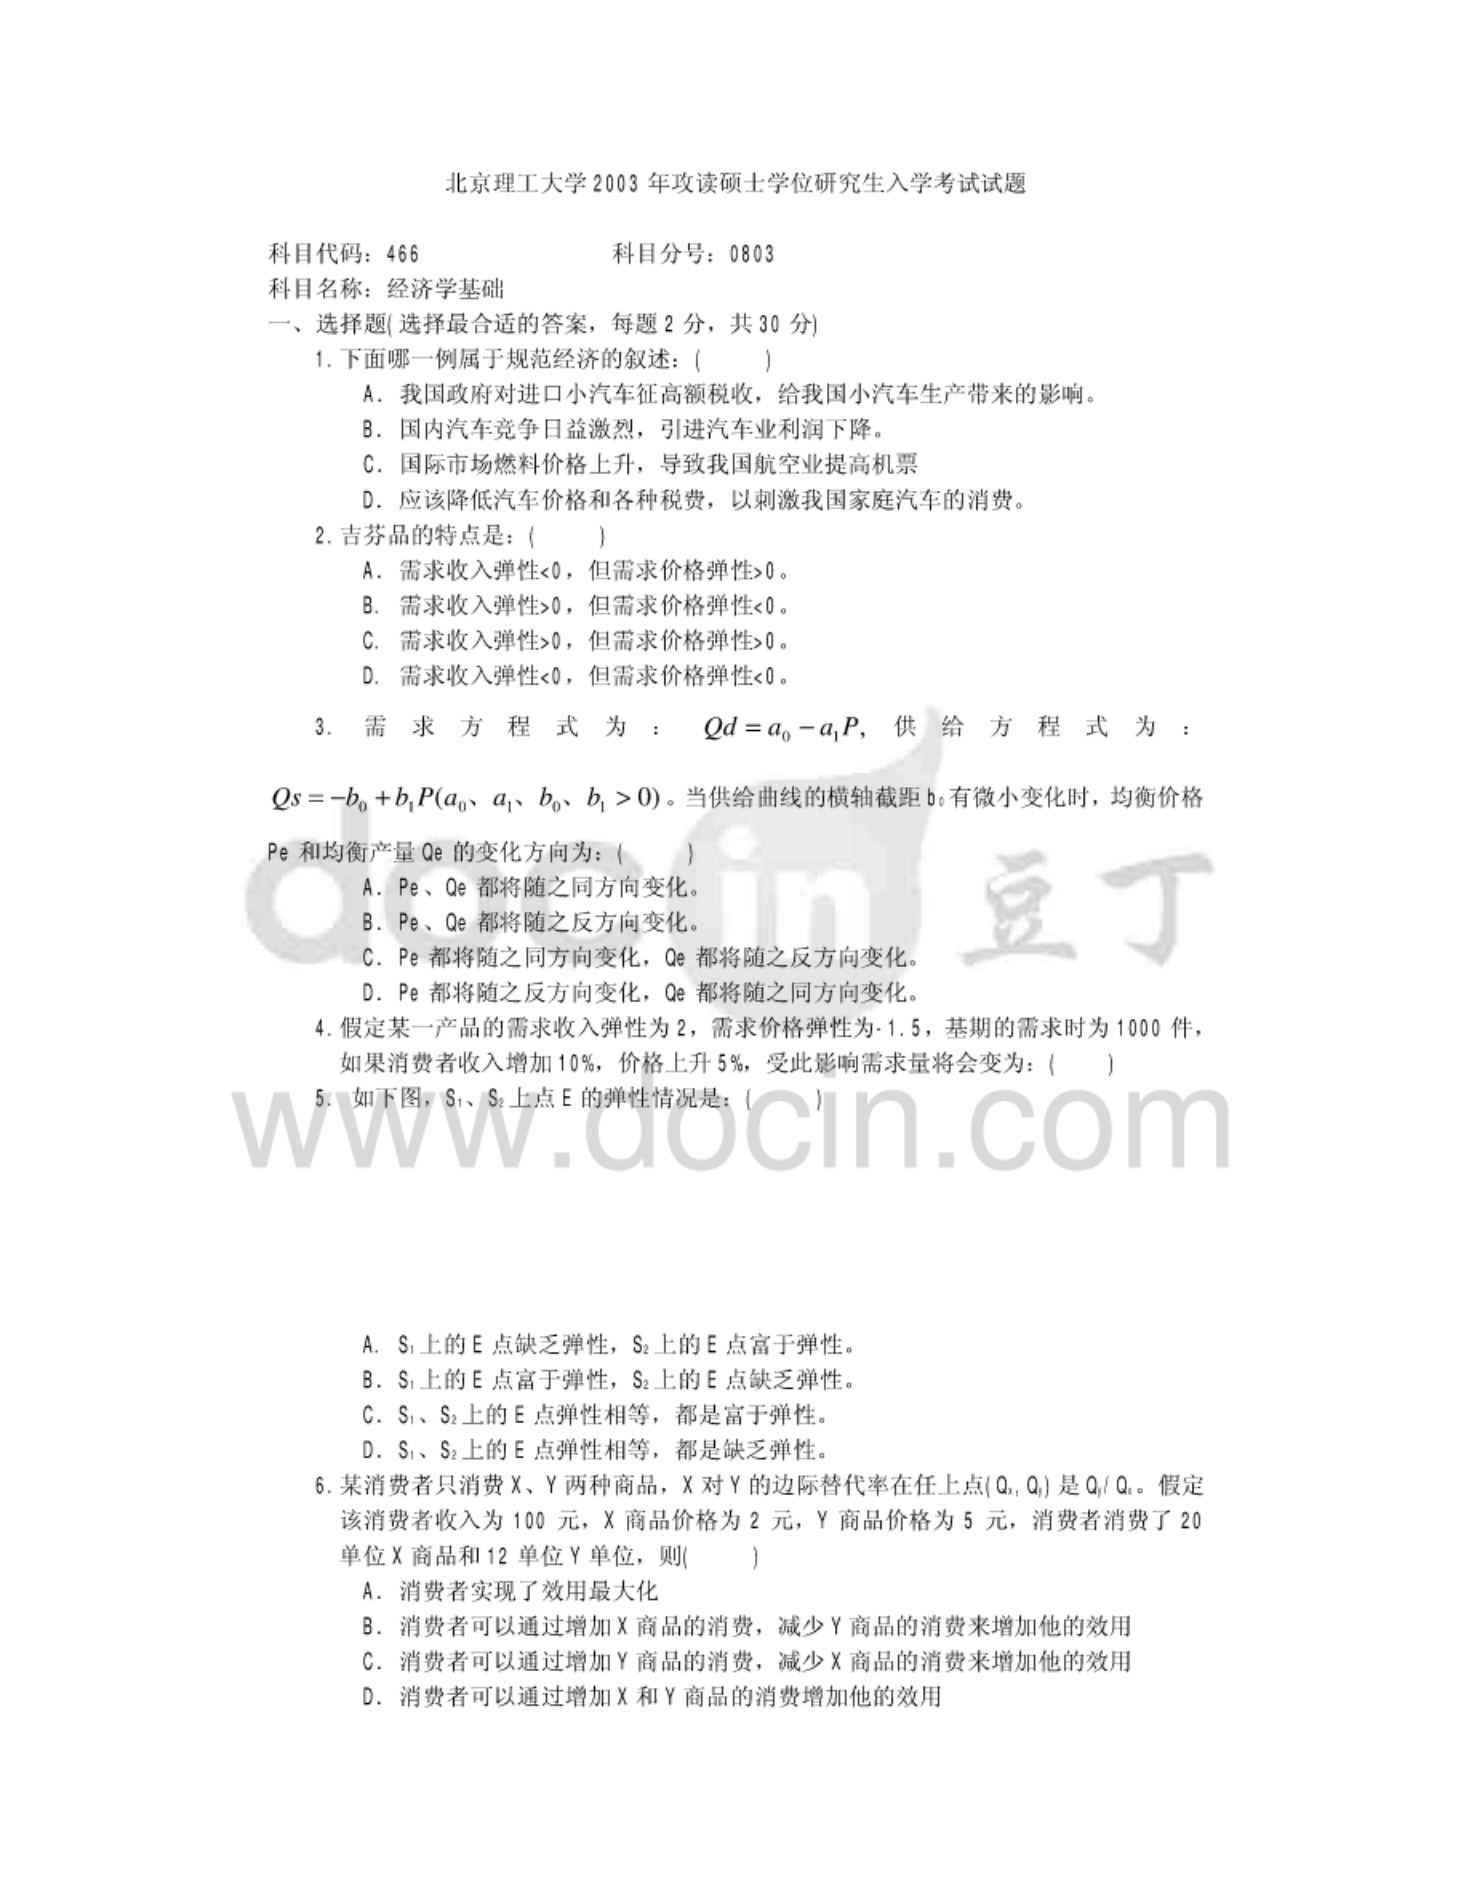 北京理工大学2003 年攻读硕士学位研究生入学考试试题
科目代码：466 科目分号：0803
科目名称：经济学基础
一、选择题(选择最合适的答案，每题2 分，共30 分)
1.下面哪一例属于规范经济的叙述：( )
A．我国政府对进口小汽车征高额税收，给我国小汽车生产带来的影响。
B．国内汽车竞争日益激烈，引进汽车业利润下降。
C．国际市场燃料价格上升，导致我国航空业提高机票
D．应该降低汽车价格和各种税费，以刺激我国家庭汽车的消费。
2.吉芬品的特点是：( )
A．需求收入弹性<0，但需求价格弹性>0。
B. 需求收入弹性>0，但需求价格弹性<0。
C. 需求收入弹性>0，但需求价格弹性>0。
D. 需求收入弹性<0，但需求价格弹性<0。
3. 需求方程式为：Qd = a₀ − a₁P, 供给方程式为：
Qs = −b₀ + b₁P(a₀、a₁、b₀、b₁ > 0)。当供给曲线的横轴截距b₀有微小变化时，均衡价格
Pe 和均衡产量Qe 的变化方向为：( )
A．Pe、Qe 都将随之同方向变化。
B．Pe、Qe 都将随之反方向变化。
C．Pe 都将随之同方向变化，Qe 都将随之反方向变化。
D．Pe 都将随之反方向变化，Qe 都将随之同方向变化。
4.假定某一产品的需求收入弹性为2，需求价格弹性为-1.5，基期的需求时为1000 件，
如果消费者收入增加10%，价格上升5%，受此影响需求量将会变为：( )
5. 如下图，S₁、S₂上点E 的弹性情况是：( )
A. S₁上的E 点缺乏弹性，S₂上的E 点富于弹性。
B．S₁上的E 点富于弹性，S₂上的E 点缺乏弹性。
C．S₁、S₂上的E 点弹性相等，都是富于弹性。
D．S₁、S₂上的E 点弹性相等，都是缺乏弹性。
6.某消费者只消费X、Y 两种商品，X 对Y 的边际替代率在任上点(Qₓ,Qᵧ)是Qᵧ/Qₓ。假定
该消费者收入为100 元，X 商品价格为2 元，Y 商品价格为5 元，消费者消费了20
单位X 商品和12 单位Y 单位，则( )
A．消费者实现了效用最大化
B．消费者可以通过增加X 商品的消费，减少Y 商品的消费来增加他的效用
C．消费者可以通过增加Y 商品的消费，减少X 商品的消费来增加他的效用
D．消费者可以通过增加X 和Y 商品的消费增加他的效用
docin 豆丁
www.docin.com